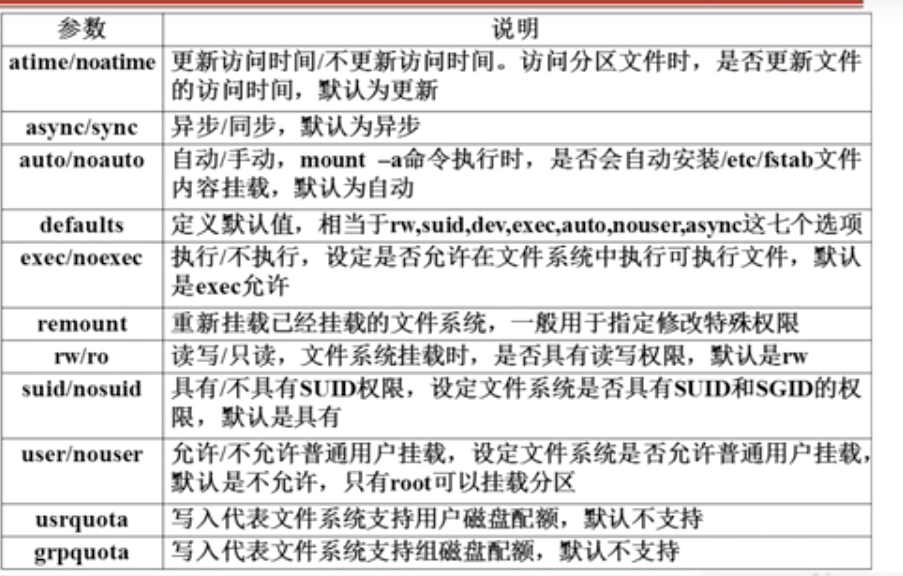 参数 说明
atime/noatime 更新访问时间/不更新访问时间。访问分区文件时，是否更新文件
的访问时间，默认为更新
async/sync 异步/同步，默认为异步
auto/noauto 自动/手动，mount –a命令执行时，是否会自动安装/etc/fstab文件
内容挂载，默认为自动
defaults 定义默认值，相当于rw,suid,dev,exec,auto,nouser,async这七个选项
exec/noexec 执行/不执行，设定是否允许在文件系统中执行可执行文件，默认
是exec允许
remount 重新挂载已经挂载的文件系统，一般用于指定修改特殊权限
rw/ro 读写/只读，文件系统挂载时，是否具有读写权限，默认是rw
suid/nosuid 具有/不具有SUID权限，设定文件系统是否具有SUID和SGID的权
限，默认是具有
user/nouser 允许/不允许普通用户挂载，设定文件系统是否允许普通用户挂载，
默认是不允许，只有root可以挂载分区
usrquota 写入代表文件系统支持用户磁盘配额，默认不支持
grpquota 写入代表文件系统支持组磁盘配额，默认不支持